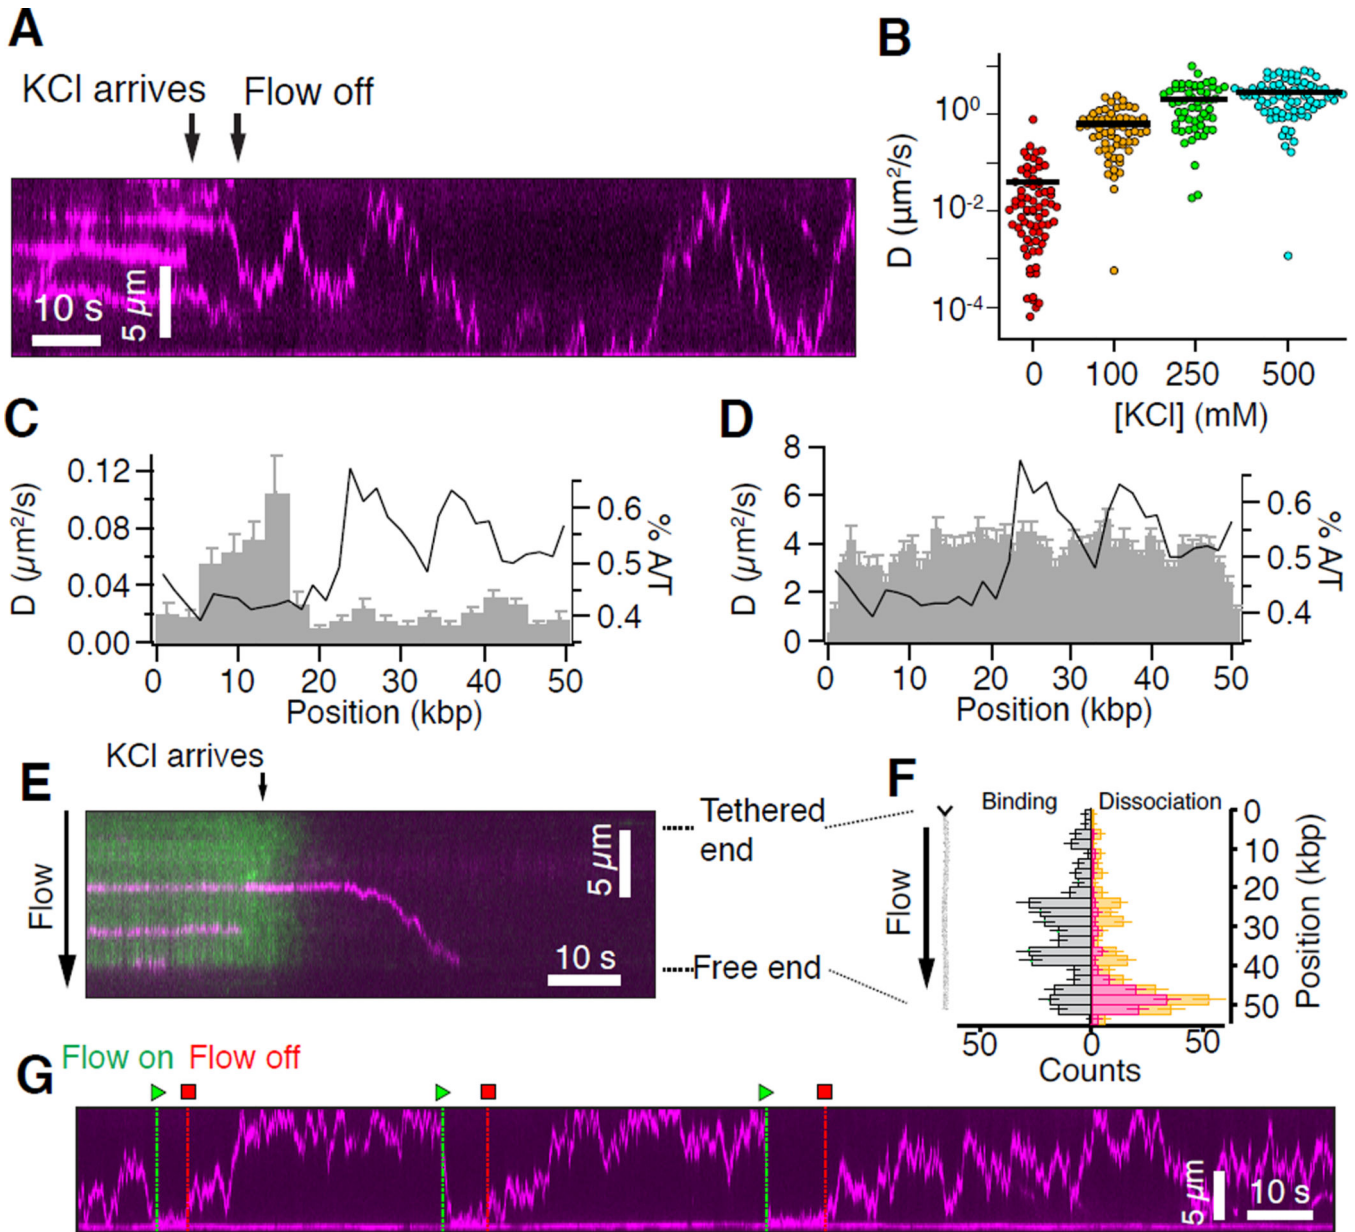 A
KCl arrives
Flow off
10 s
5 µm
B
D (µm²/s)
10⁰
10⁻²
10⁻⁴
0 100 250 500
[KCl] (mM)
C
D (µm²/s)
0.12
0.08
0.04
0.00
0.6
0.5
0.4
% A/T
0 10 20 30 40 50
Position (kbp)
D
D (µm²/s)
8
6
4
2
0
0.6
0.5
0.4
% A/T
0 10 20 30 40 50
Position (kbp)
E
KCl arrives
Flow
5 µm
10 s
Tethered
end
Free end
F
Binding
Dissociation
Flow
0
10
20
30
40
50
Position (kbp)
50 0 50
Counts
G
Flow on Flow off
5 µm
10 s